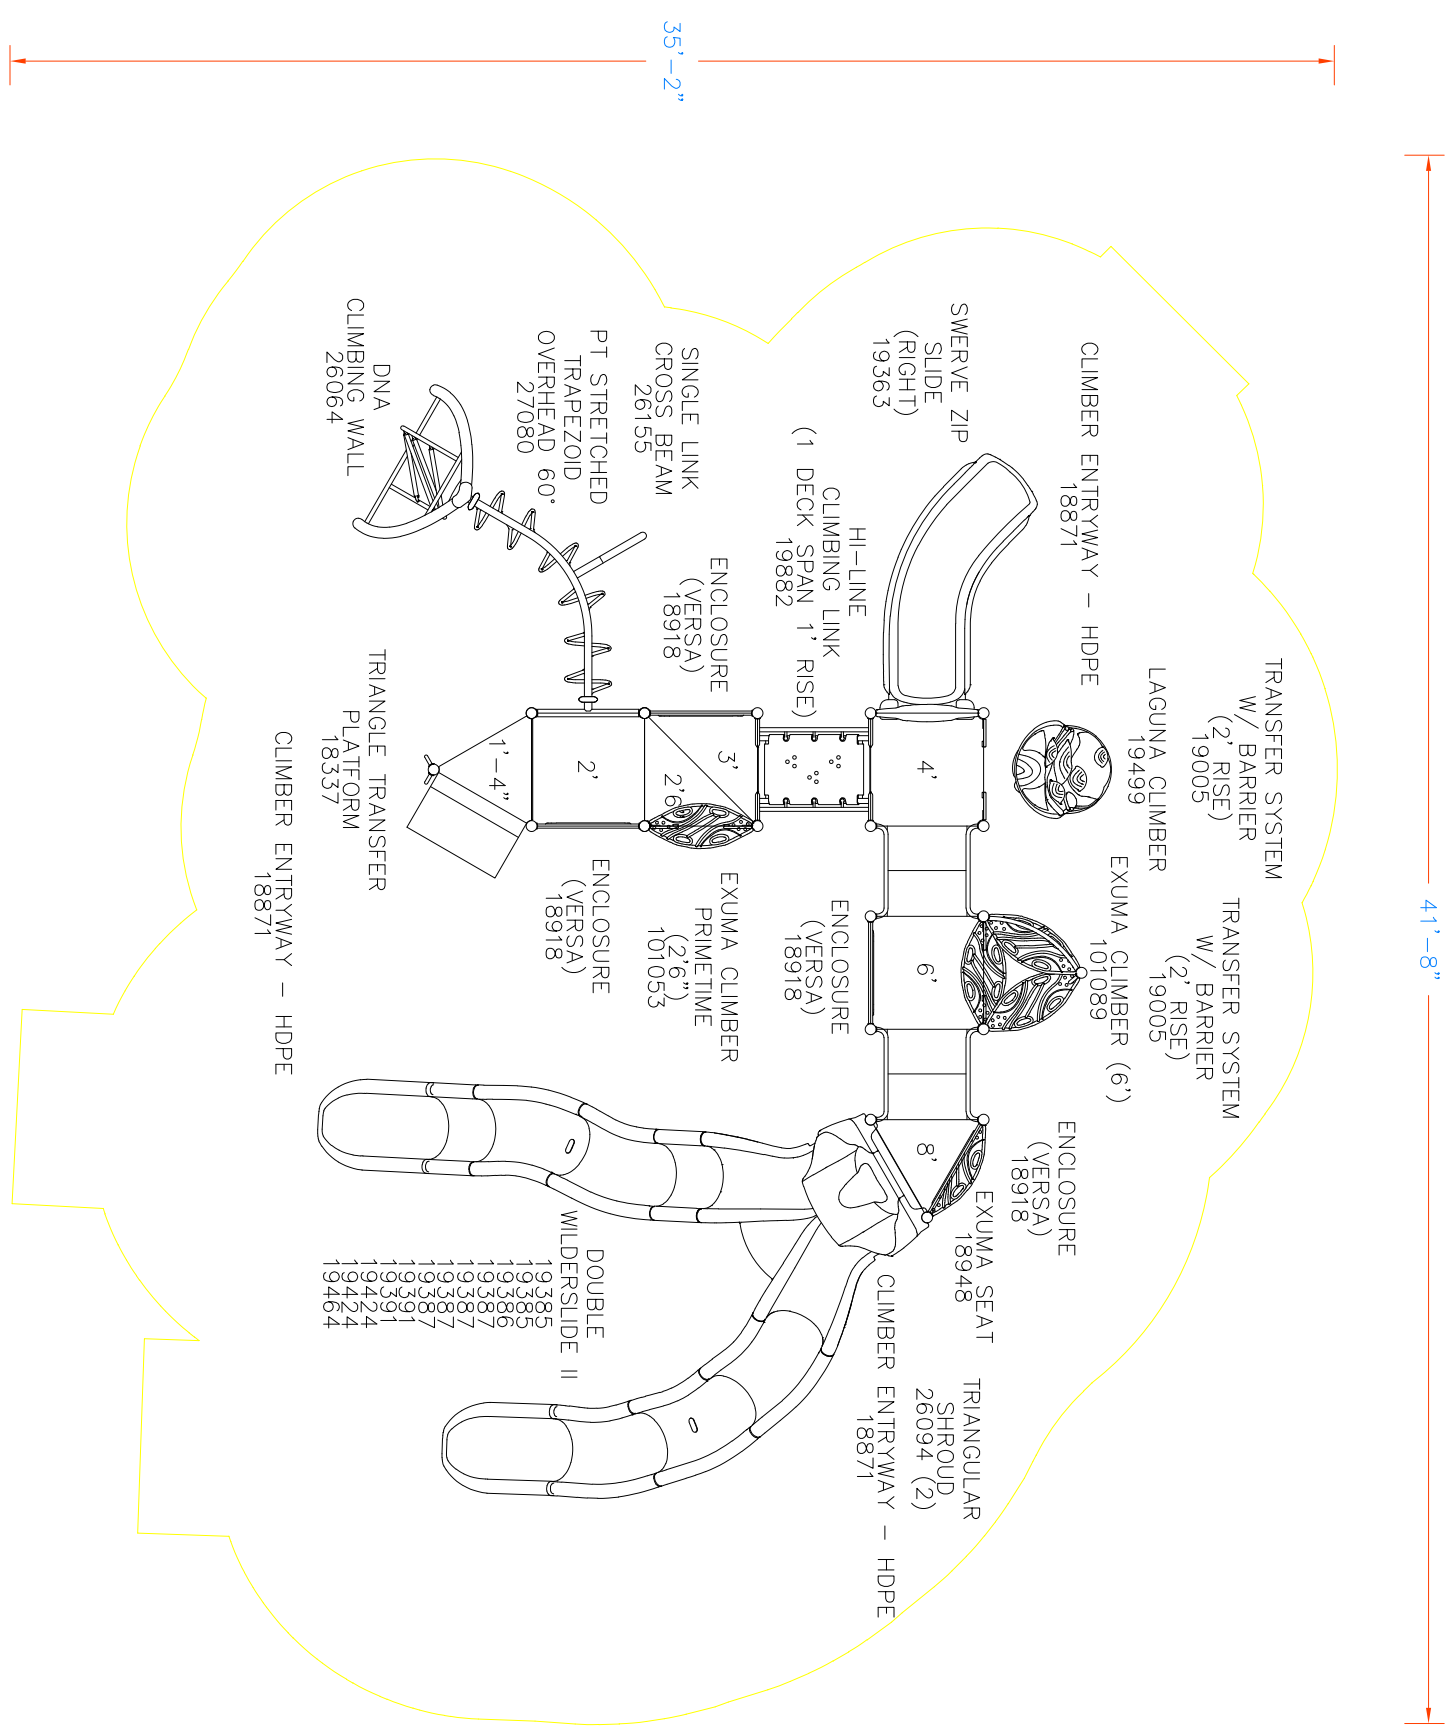 41'-8"
35'-2"
TRANSFER SYSTEM
W/ BARRIER
(2' RISE)
19005
TRANSFER SYSTEM
W/ BARRIER
(2' RISE)
19005
LAGUNA CLIMBER
19499
CLIMBER ENTRYWAY - HDPE
18871
EXUMA CLIMBER (6')
101089
ENCLOSURE
(VERSA)
18918
SWERVE ZIP
SLIDE
(RIGHT)
19363
EXUMA SEAT
18948
TRIANGULAR
SHROUD
26094 (2)
4'
6'
8'
CLIMBER ENTRYWAY - HDPE
18871
HI-LINE
CLIMBING LINK
(1 DECK SPAN 1' RISE)
19882
ENCLOSURE
(VERSA)
18918
ENCLOSURE
(VERSA)
18918
3'
2'6
EXUMA CLIMBER
PRIMETIME
(2'6")
101053
SINGLE LINK
CROSS BEAM
26155
PT STRETCHED
TRAPEZOID
OVERHEAD 60°
27080
2'
ENCLOSURE
(VERSA)
18918
1'-4"
DOUBLE
WILDERSLIDE II
19385
19385
19386
19387
19387
19387
19387
19391
19391
19424
19424
19464
DNA
CLIMBING WALL
26064
TRIANGLE TRANSFER
PLATFORM
18337
CLIMBER ENTRYWAY - HDPE
18871